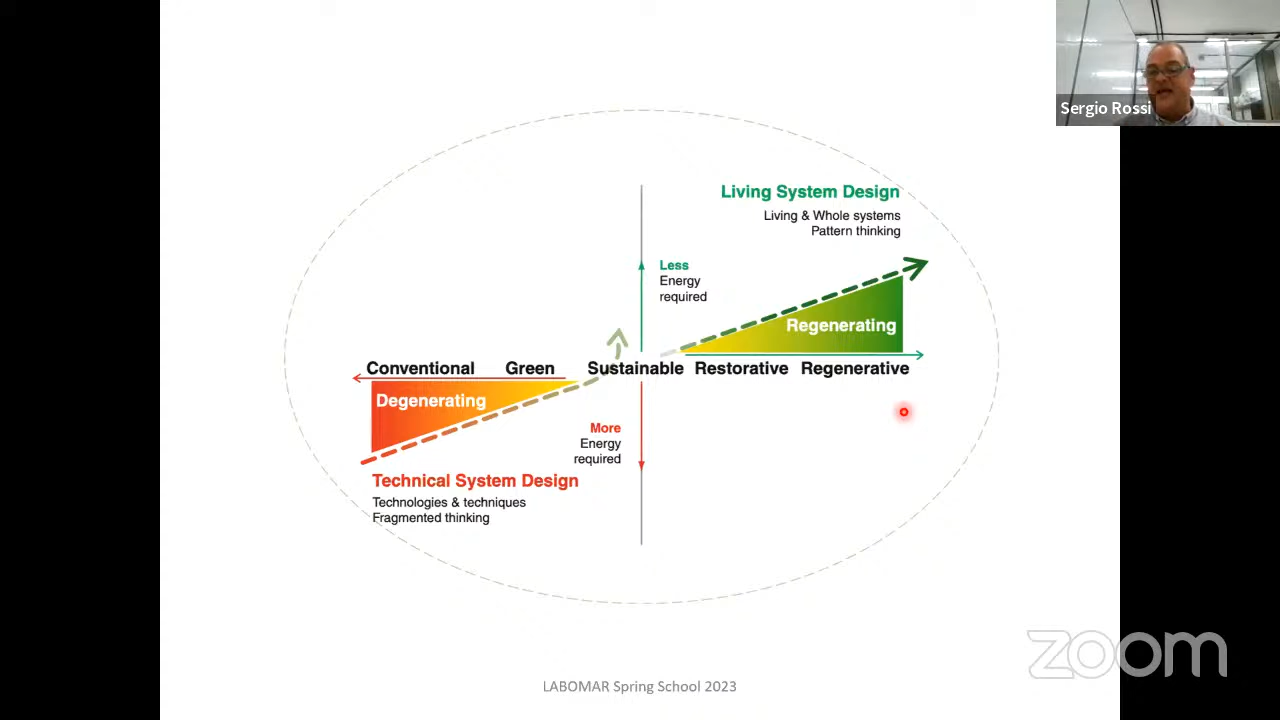 Sergio Rossi
Living System Design
Living & Whole systems
Pattern thinking
Less
Energy
required
Regenerating
Conventional Green Sustainable Restorative Regenerative
Degenerating
More
Energy
required
Technical System Design
Technologies & techniques
Fragmented thinking
zoom
LABOMAR Spring School 2023